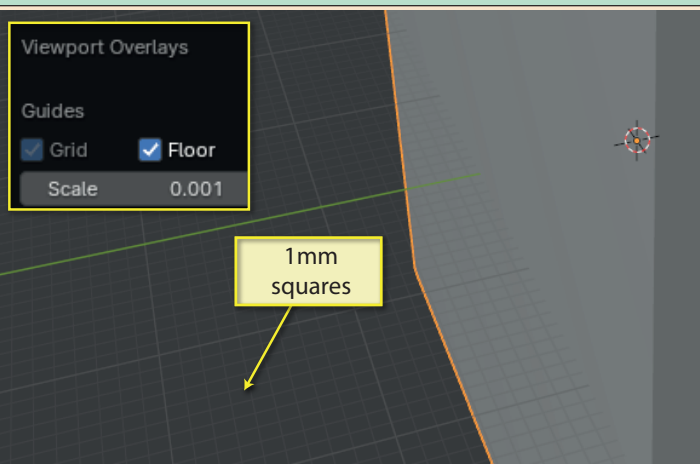 Viewport Overlays
Guides
Grid Floor
Scale 0.001
1mm
squares